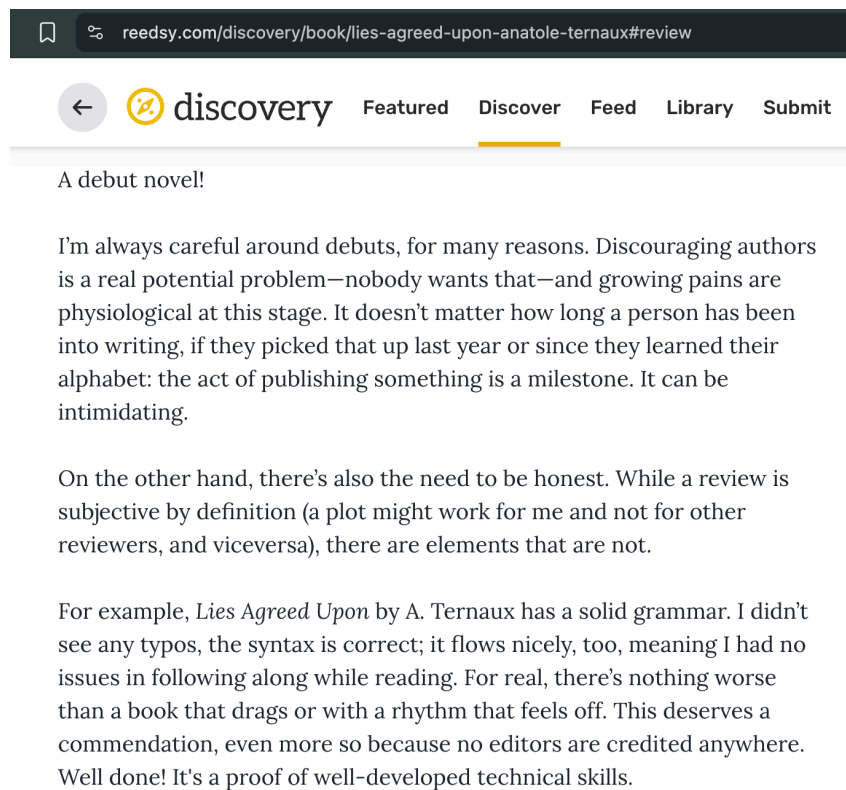 reedsy.com/discovery/book/lies-agreed-upon-anatole-ternaux#review
discovery Featured Discover Feed Library Submit
A debut novel!
I’m always careful around debuts, for many reasons. Discouraging authors
is a real potential problem—nobody wants that—and growing pains are
physiological at this stage. It doesn’t matter how long a person has been
into writing, if they picked that up last year or since they learned their
alphabet: the act of publishing something is a milestone. It can be
intimidating.
On the other hand, there’s also the need to be honest. While a review is
subjective by definition (a plot might work for me and not for other
reviewers, and viceversa), there are elements that are not.
For example, Lies Agreed Upon by A. Ternaux has a solid grammar. I didn’t
see any typos, the syntax is correct; it flows nicely, too, meaning I had no
issues in following along while reading. For real, there’s nothing worse
than a book that drags or with a rhythm that feels off. This deserves a
commendation, even more so because no editors are credited anywhere.
Well done! It's a proof of well-developed technical skills.